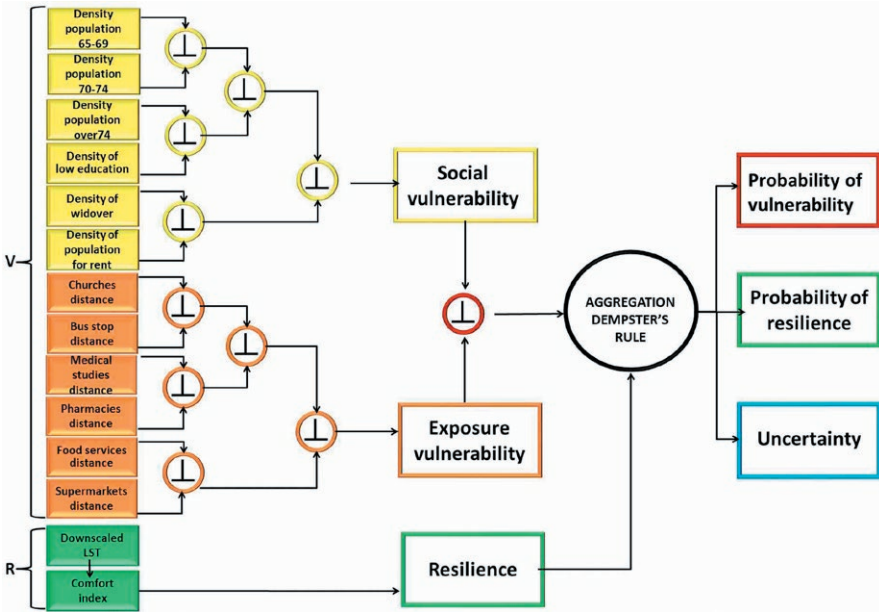 Density
population
65-69
Density
population
70-74
Density
population
over74
Density of
low education
Density of
widover
Density of
population
for rent
Churches
distance
Bus stop
distance
Medical
studies distance
Pharmacies
distance
Food services
distance
Supermarkets
distance
Downscaled
LST
Comfort
index
V
R
Social
vulnerability
Exposure
vulnerability
Resilience
AGGREGATION
DEMPSTER'S
RULE
Probability of
vulnerability
Probability of
resilience
Uncertainty